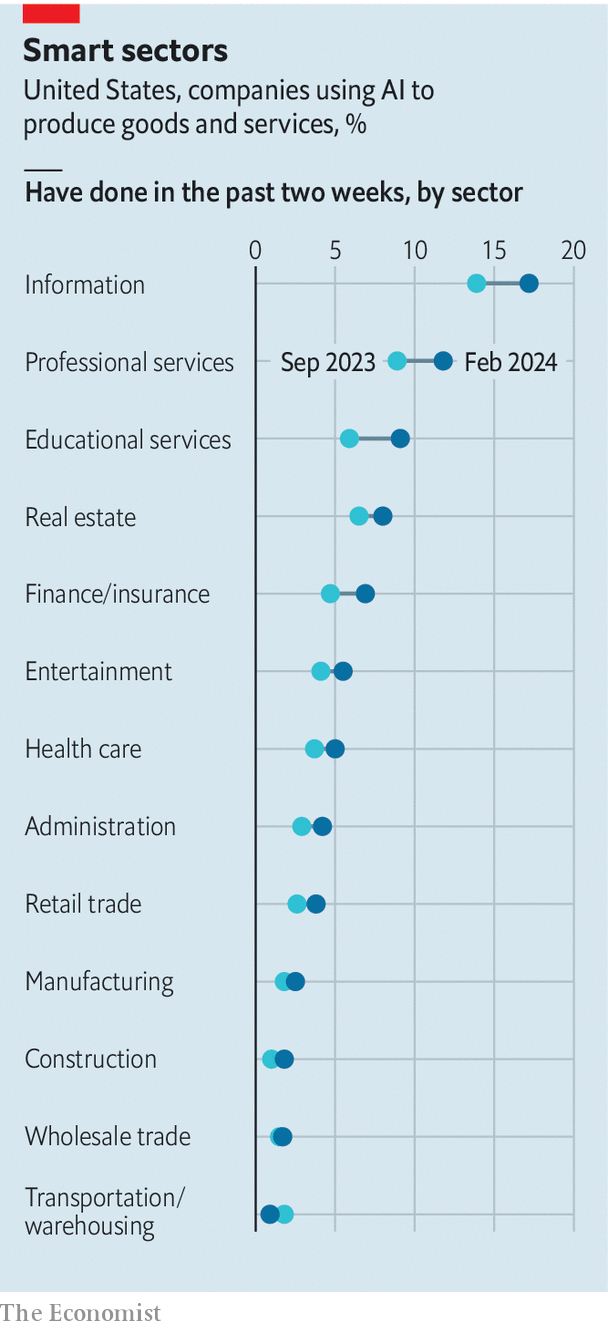 Smart sectors
United States, companies using AI to
produce goods and services, %
Have done in the past two weeks, by sector
0 5 10 15 20
Information
Professional services Sep 2023 Feb 2024
Educational services
Real estate
Finance/insurance
Entertainment
Health care
Administration
Retail trade
Manufacturing
Construction
Wholesale trade
Transportation/
warehousing
The Economist